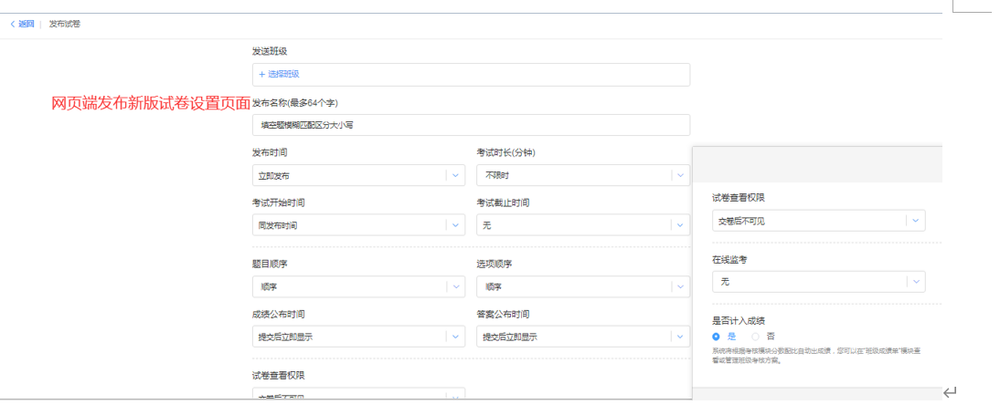 < 返回 | 发布试卷
发送班级
+ 选择班级
网页端发布新版试卷设置页面
发布名称(最多64个字)
填空题模糊匹配区分大小写
发布时间 考试时长(分钟)
立即发布 不限时
考试开始时间 考试截止时间
同发布时间 无
题目顺序 选项顺序
顺序 顺序
成绩公布时间 答案公布时间
提交后立即显示 提交后立即显示
试卷查看权限
交卷后不可见
试卷查看权限
交卷后不可见
在线监考
无
是否计入成绩
是 否
系统将根据考核模块分数配比自动出成绩，您可以在"班级成绩单"模块查
看或管理班级考核方案。